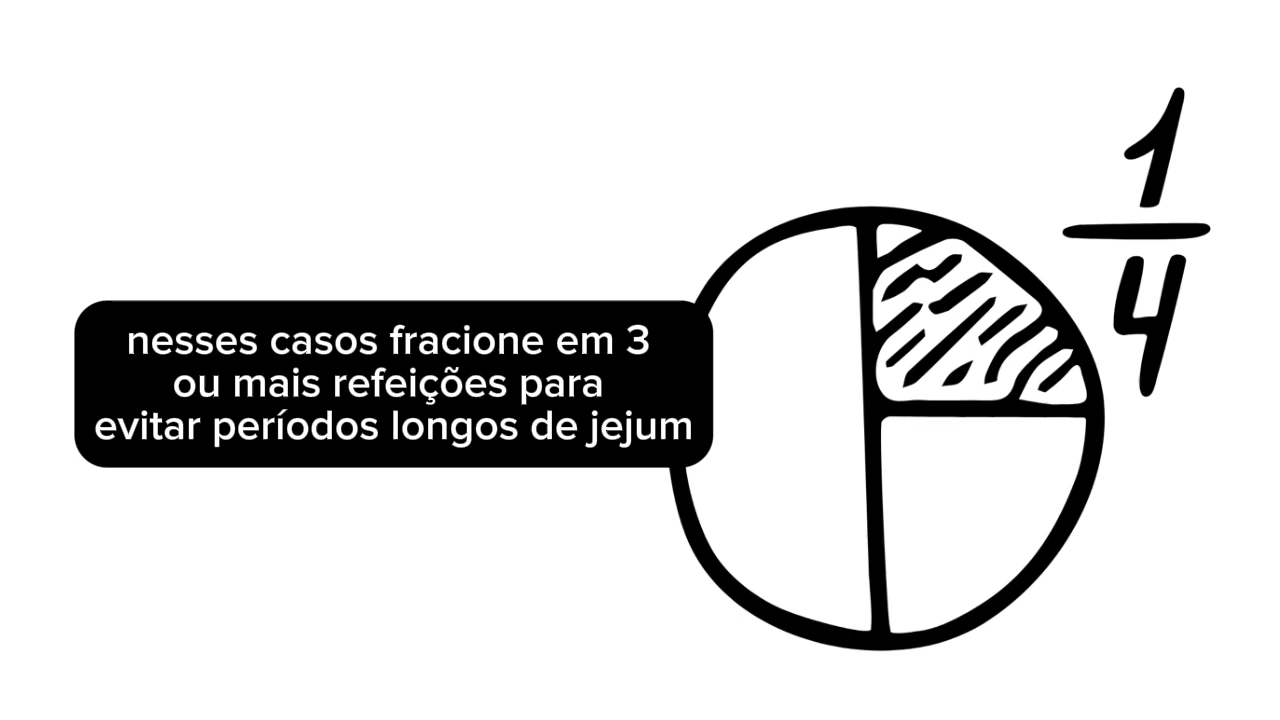 nesses casos fracione em 3
ou mais refeições para
evitar períodos longos de jejum
1
4